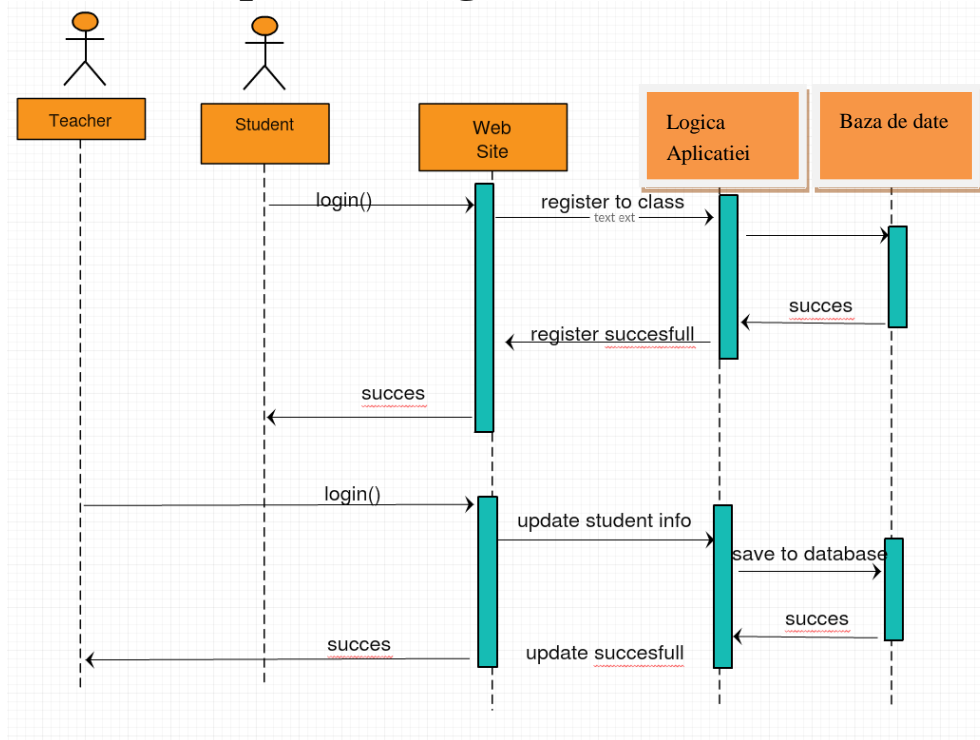 Teacher
Student
Web
Site
Logica
Aplicatiei
Baza de date
login()
register to class
text ext
succes
register succesfull
succes
login()
update student info
save to database
succes
succes
update succesfull